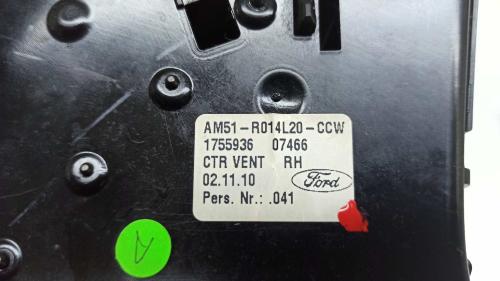 AM51-R014L20-CCW
1755936 07466
CTR VENT RH
02.11.10 Ford
Pers. Nr.: .041
A